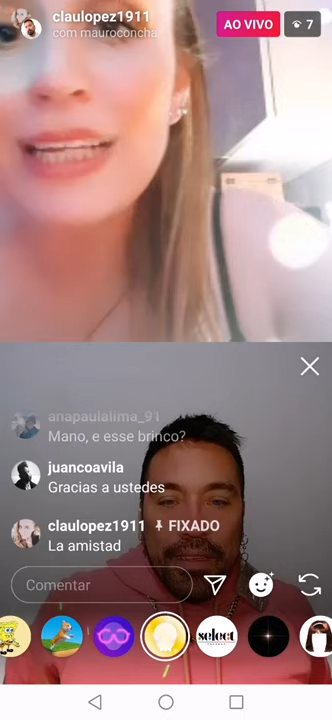 claulopez1911
com mauroconcha
AO VIVO
7
anapaulalima_91
Mano, e esse brinco?
juancoavila
Gracias a ustedes
claulopez1911 FIXADO
La amistad
Comentar
select